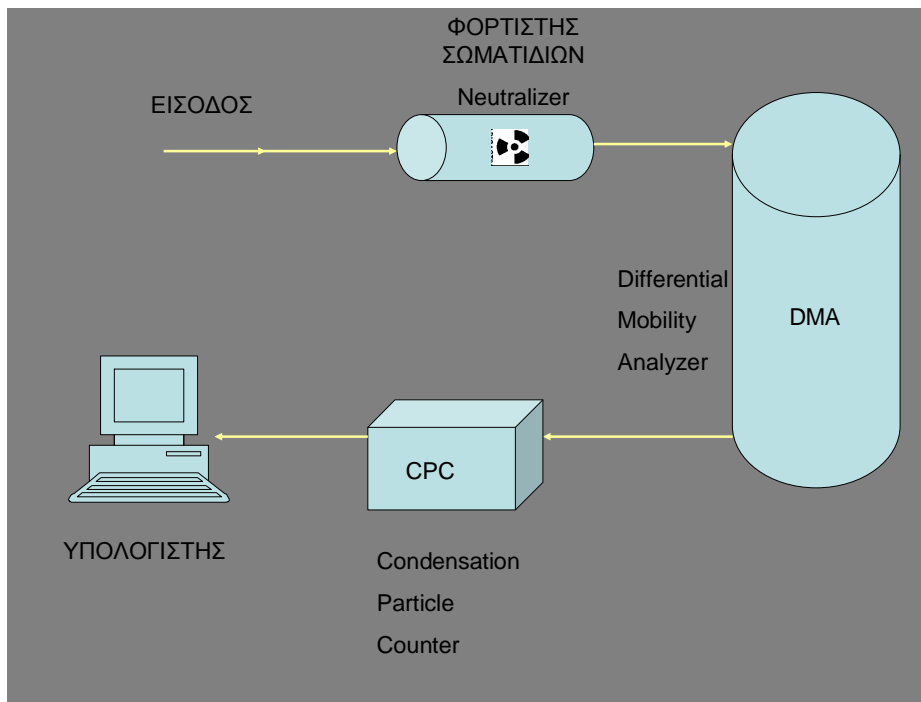 ΦΟΡΤΙΣΤΗΣ
ΣΩΜΑΤΙΔΙΩΝ
Neutralizer
ΕΙΣΟΔΟΣ
Differential
Mobility
Analyzer
DMA
CPC
ΥΠΟΛΟΓΙΣΤΗΣ
Condensation
Particle
Counter